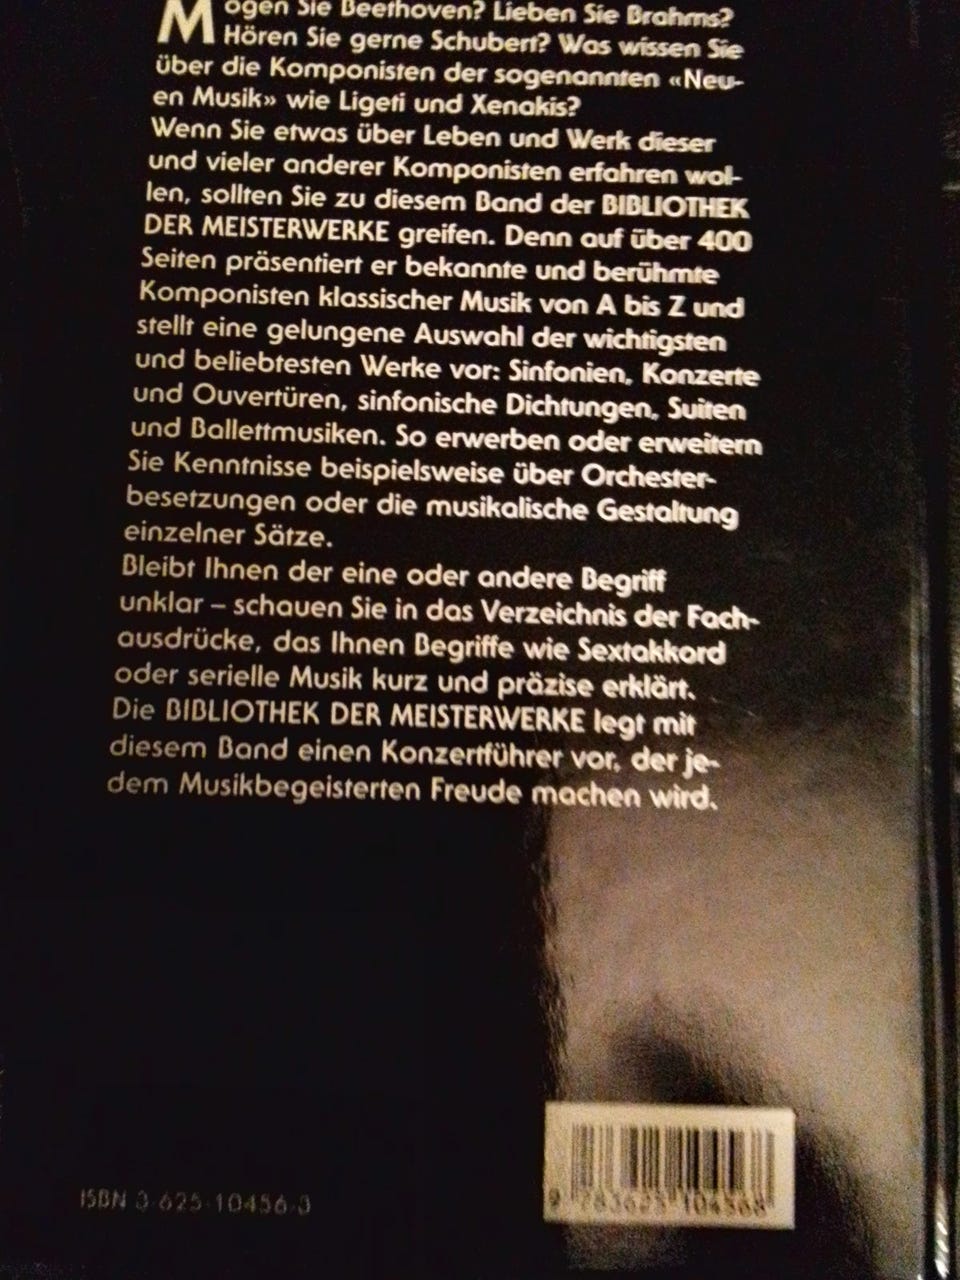 Mögen Sie Beethoven? Lieben Sie Brahms?
Hören Sie gerne Schubert? Was wissen Sie
über die Komponisten der sogenannten «Neu-
en Musik» wie Ligeti und Xenakis?
Wenn Sie etwas über Leben und Werk dieser
und vieler anderer Komponisten erfahren wol-
len, sollten Sie zu diesem Band der BIBLIOTHEK
DER MEISTERWERKE greifen. Denn auf über 400
Seiten präsentiert er bekannte und berühmte
Komponisten klassischer Musik von A bis Z und
stellt eine gelungene Auswahl der wichtigsten
und beliebtesten Werke vor: Sinfonien, Konzerte
und Ouvertüren, sinfonische Dichtungen, Suiten
und Ballettmusiken. So erwerben oder erweitern
Sie Kenntnisse beispielsweise über Orchester-
besetzungen oder die musikalische Gestaltung
einzelner Sätze.
Bleibt Ihnen der eine oder andere Begriff
unklar – schauen Sie in das Verzeichnis der Fach-
ausdrücke, das Ihnen Begriffe wie Sextakkord
oder serielle Musik kurz und präzise erklärt.
Die BIBLIOTHEK DER MEISTERWERKE legt mit
diesem Band einen Konzertführer vor, der je-
dem Musikbegeisterten Freude machen wird.
ISBN 3-625-10456-3
9 783625 104568